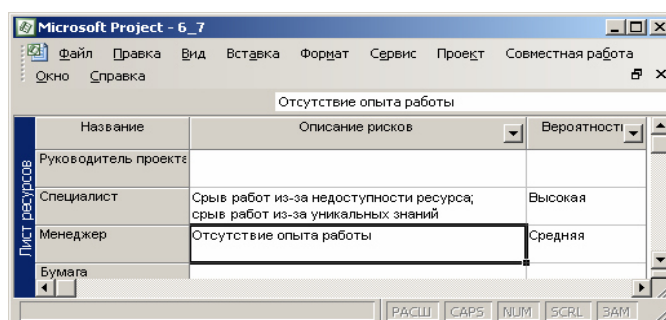 Microsoft Project - 6_7
Файл Правка Вид Вставка Формат Сервис Проект Совместная работа
Окно Справка
Отсутствие опыта работы
Название Описание рисков Вероятності
Руководитель проекта
Специалист Срыв работ из-за недоступности ресурса; Высокая
срыв работ из-за уникальных знаний
Менеджер Отсутствие опыта работы Средняя
Бумага
Лист ресурсов
РАСШ CAPS NUM SCRL ЗАМ